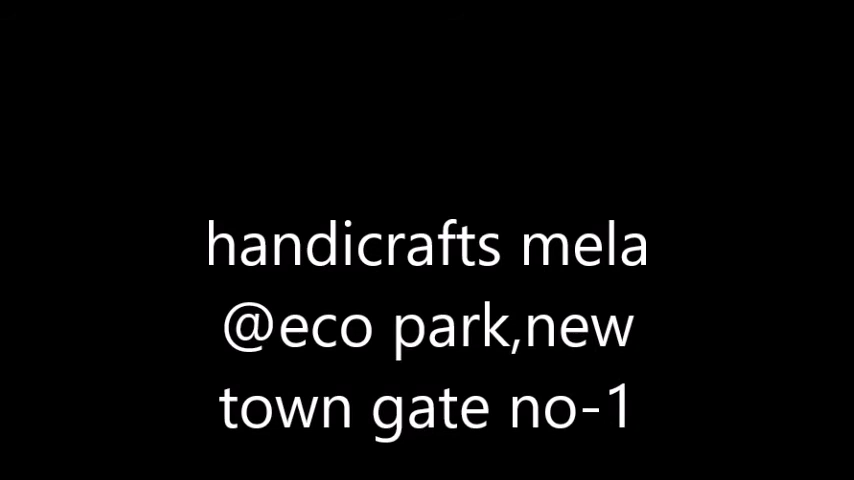 handicrafts mela
@eco park,new
town gate no-1